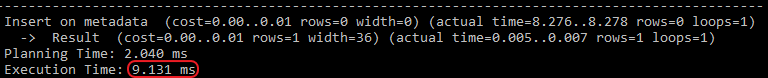 Insert on metadata  (cost=0.00..0.01 rows=0 width=0) (actual time=8.276..8.278 rows=0 loops=1)
  ->  Result  (cost=0.00..0.01 rows=1 width=36) (actual time=0.005..0.007 rows=1 loops=1)
Planning Time: 2.040 ms
Execution Time: 9.131 ms